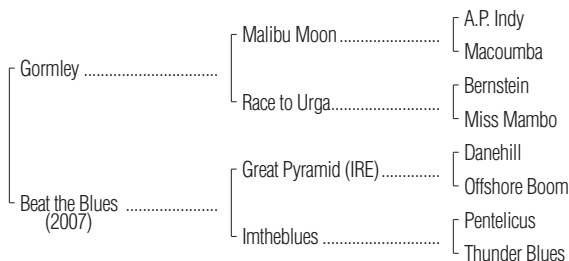 A.P. Indy
Malibu Moon
Macoumba
Gormley
Bernstein
Race to Urga
Miss Mambo
Danehill
Great Pyramid (IRE)
Offshore Boom
Beat the Blues
(2007)
Pentelicus
Imtheblues
Thunder Blues